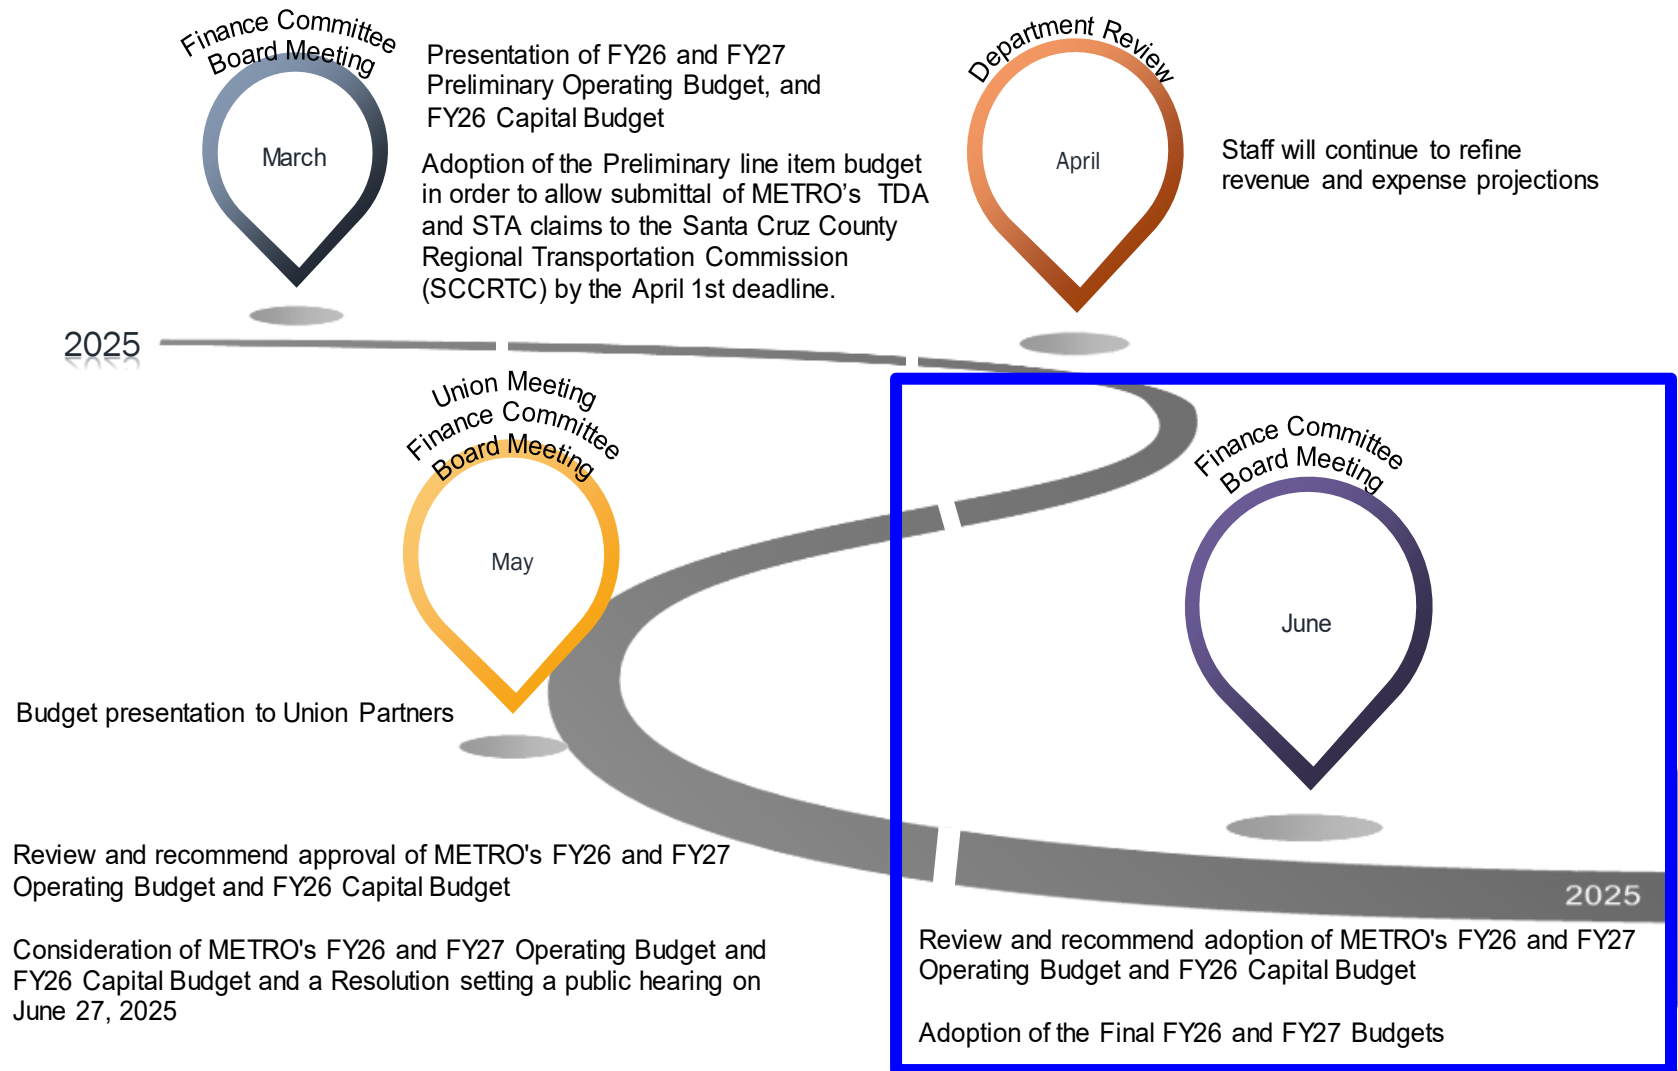 Finance Committee
Board Meeting
March
Presentation of FY26 and FY27
Preliminary Operating Budget, and
FY26 Capital Budget
Adoption of the Preliminary line item budget
in order to allow submittal of METRO’s TDA
and STA claims to the Santa Cruz County
Regional Transportation Commission
(SCCRTC) by the April 1st deadline.
Department Review
April
Staff will continue to refine
revenue and expense projections
2025
Union Meeting
Finance Committee
Board Meeting
May
Budget presentation to Union Partners
Review and recommend approval of METRO's FY26 and FY27
Operating Budget and FY26 Capital Budget
Consideration of METRO's FY26 and FY27 Operating Budget and
FY26 Capital Budget and a Resolution setting a public hearing on
June 27, 2025
Finance Committee
Board Meeting
June
2025
Review and recommend adoption of METRO's FY26 and FY27
Operating Budget and FY26 Capital Budget
Adoption of the Final FY26 and FY27 Budgets